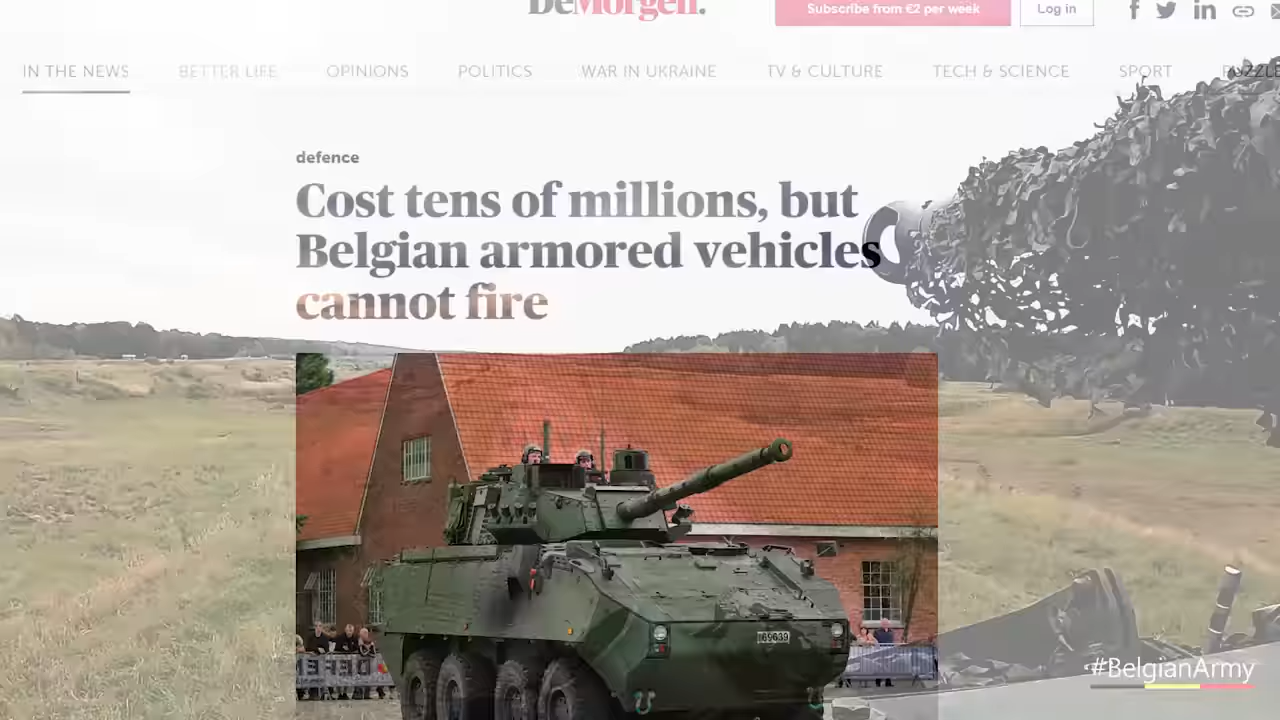 DeMorgen.
Subscribe from €2 per week
Log in
IN THE NEWS BETTER LIFE OPINIONS POLITICS WAR IN UKRAINE TV & CULTURE TECH & SCIENCE SPORT PUZZLE
defence
Cost tens of millions, but
Belgian armored vehicles
cannot fire
69639
#BelgianArmy